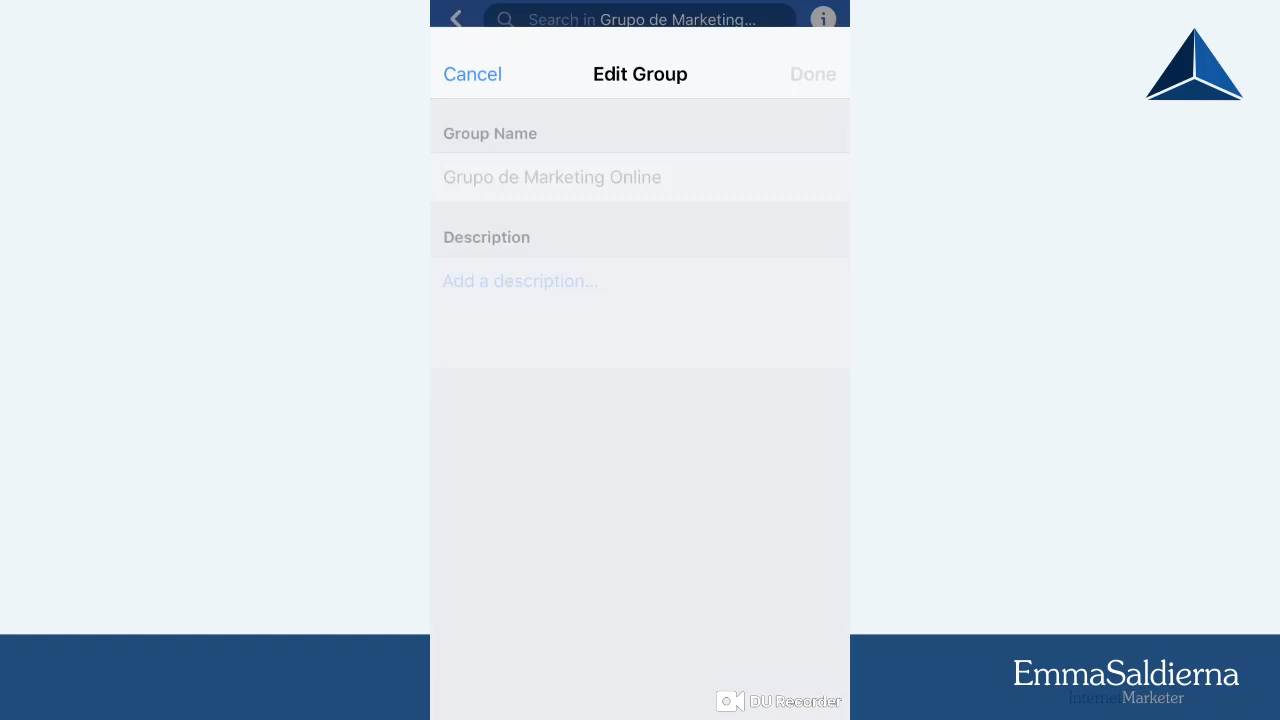 Search in Grupo de Marketing...
Cancel
Edit Group
Done
Group Name
Grupo de Marketing Online
Description
Add a description...
DU Recorder
EmmaSaldierna
Internet Marketer